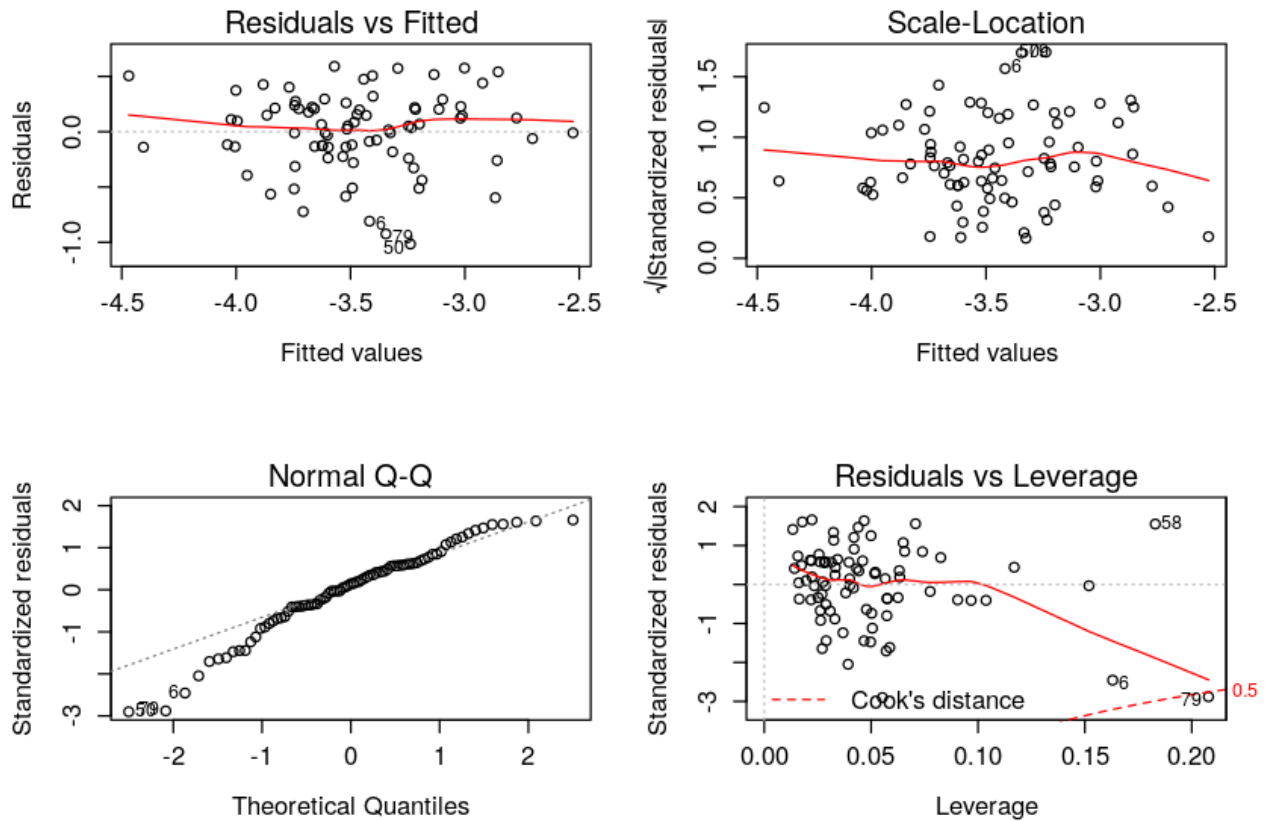 Residuals vs Fitted
Residuals
0.0
-1.0
6
79
50
-4.5 -4.0 -3.5 -3.0 -2.5
Fitted values
Scale-Location
√|Standardized residuals|
1.5
1.0
0.5
0.0
6
-4.5 -4.0 -3.5 -3.0 -2.5
Fitted values
Normal Q-Q
Standardized residuals
2
1
0
-1
-3
6
79
50
-2 -1 0 1 2
Theoretical Quantiles
Residuals vs Leverage
Standardized residuals
2
-1
-3
58
6
79
0.5
Cook's distance
0.00 0.05 0.10 0.15 0.20
Leverage